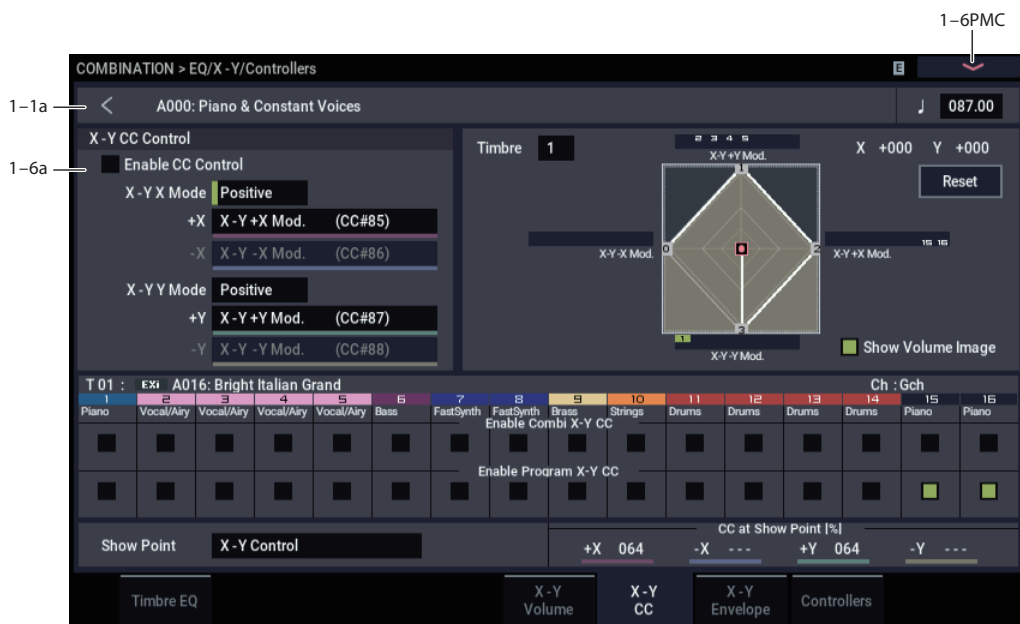 1–6PMC
COMBINATION > EQ/X-Y/Controllers
E
1–1a
A000: Piano & Constant Voices
♩ 087.00
X-Y CC Control
1–6a
Enable CC Control
X-Y X Mode Positive
+X X-Y +X Mod. (CC#85)
-X X-Y -X Mod. (CC#86)
X-Y Y Mode Positive
+Y X-Y +Y Mod. (CC#87)
-Y X-Y -Y Mod. (CC#88)
Timbre 1
2 3 4 5
X-Y +Y Mod.
X +000 Y +000
Reset
1
X-Y -X Mod.
0
2
X-Y +X Mod.
15 16
3
1
X-Y -Y Mod.
Show Volume Image
T 01 : EXi A016: Bright Italian Grand
Ch : Gch
1 2 3 4 5 6 7 8 9 10 11 12 13 14 15 16
Piano Vocal/Airy Vocal/Airy Vocal/Airy Vocal/Airy Bass FastSynth FastSynth Brass Strings Drums Drums Drums Drums Piano Piano
Enable Combi X-Y CC
Enable Program X-Y CC
Show Point X-Y Control
CC at Show Point [%]
+X 064 -X --- +Y 064 -Y ---
Timbre EQ
X-Y
Volume
X-Y
CC
X-Y
Envelope
Controllers